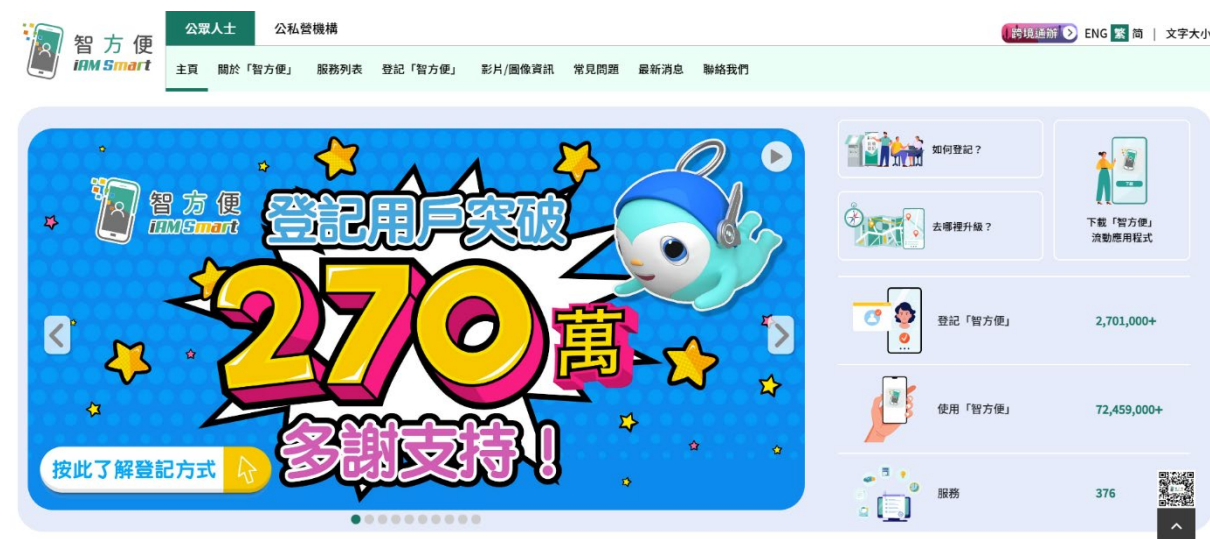 智方便
iAM Smart
公眾人士
公私營機構
跨境通辦
ENG 繁 简 | 文字大小
主頁
關於「智方便」
服務列表
登記「智方便」
影片/圖像資訊
常見問題
最新消息
聯絡我們
智方便
iAM Smart
登記用戶突破
270萬
多謝支持！
按此了解登記方式
如何登記？
去哪裡升級？
下載「智方便」
流動應用程式
登記「智方便」
2,701,000+
使用「智方便」
72,459,000+
服務
376